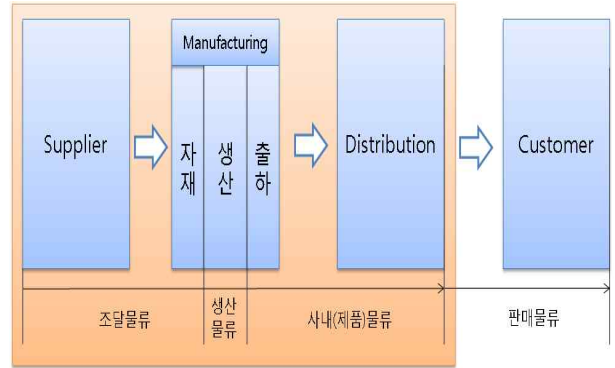 Manufacturing
Supplier
자재
생산
출하
Distribution
Customer
조달물류
생산
물류
사내(제품)물류
판매물류